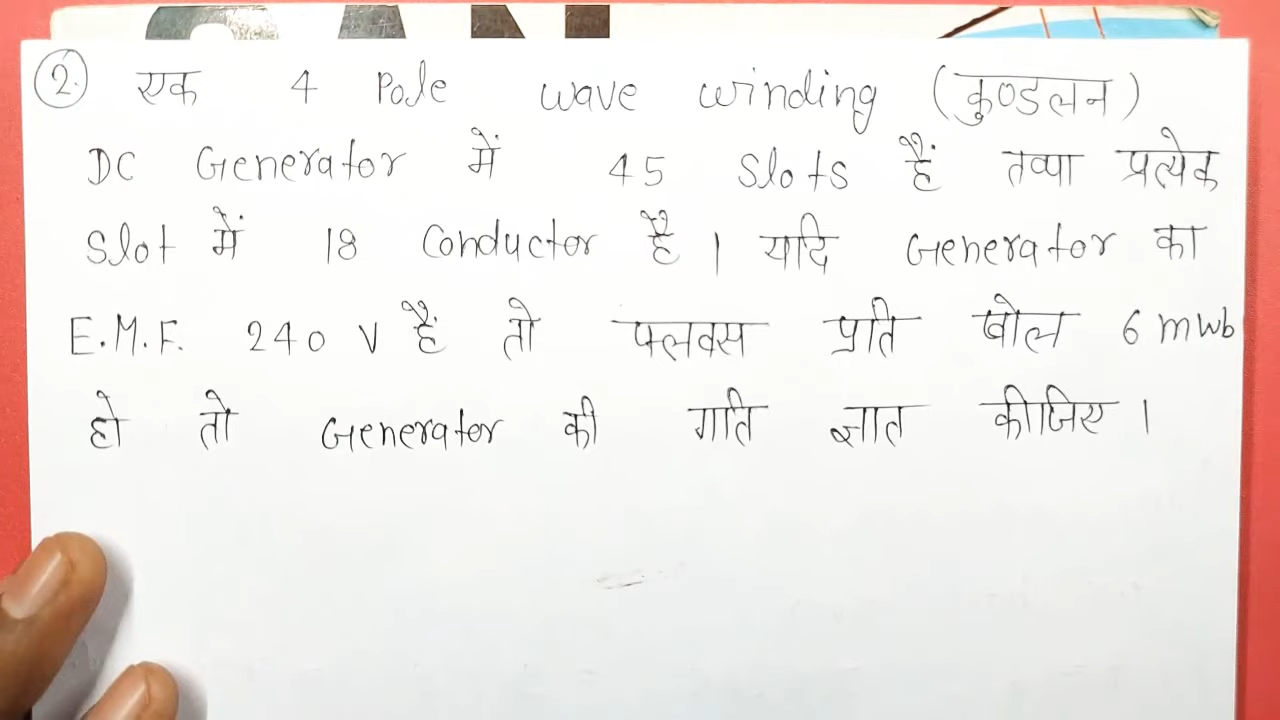 2. एक 4 Pole wave winding (कुण्डलन)
DC Generator में 45 Slots हैं तथा प्रत्येक
Slot में 18 Conductor है । यदि Generator का
E.M.F. 240 V हैं तो फ्लक्स प्रति पोल 6 mwb
हो तो Generator की गति ज्ञात कीजिए ।